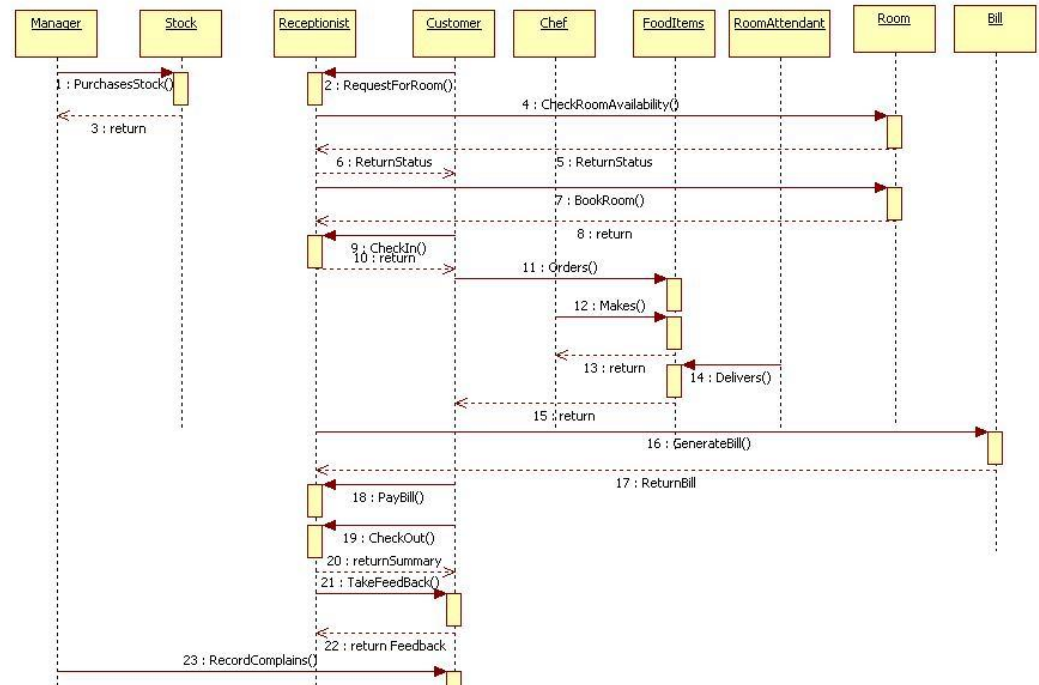 Manager
Stock
Receptionist
Customer
Chef
FoodItems
RoomAttendant
Room
Bill
1 : PurchasesStock()
2 : RequestForRoom()
3 : return
4 : CheckRoomAvailability()
5 : ReturnStatus
6 : ReturnStatus
7 : BookRoom()
8 : return
9 : CheckIn()
10 : return
11 : Orders()
12 : Makes()
13 : return
14 : Delivers()
15 : return
16 : GenerateBill()
17 : ReturnBill
18 : PayBill()
19 : CheckOut()
20 : returnSummary
21 : TakeFeedBack()
22 : return Feedback
23 : RecordComplains()